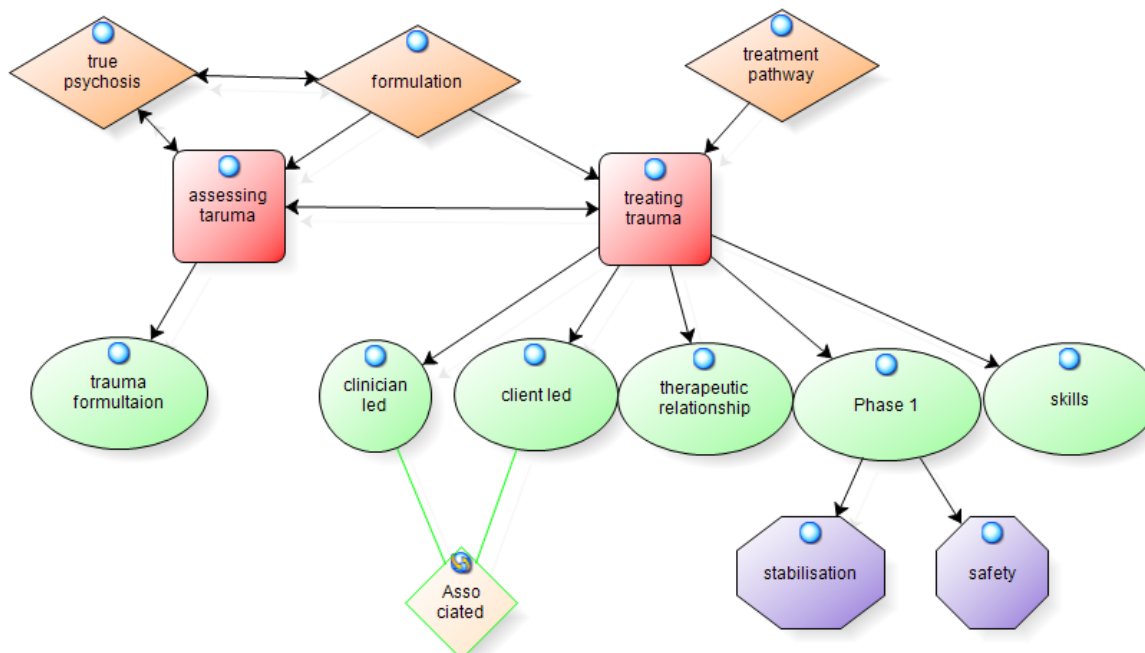 true
psychosis
formulation
treatment
pathway
assessing
taruma
treating
trauma
trauma
formultaion
clinician
led
client led
therapeutic
relationship
Phase 1
skills
stabilisation
safety
Asso
ciated